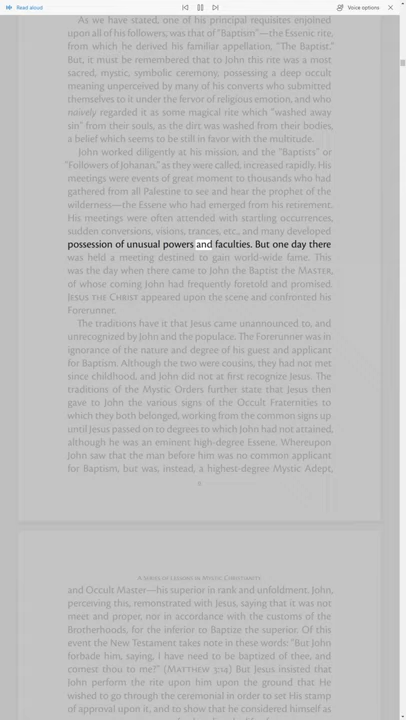 Read aloud
Voice options
As we have stated, one of his principal requisites enjoined
upon all of his followers, was that of "Baptism"—the Essenic rite,
from which he derived his familiar appellation, "The Baptist."
But, it must be remembered that to John this rite was a most
sacred, mystic, symbolic ceremony, possessing a deep occult
meaning unperceived by many of his converts who submitted
themselves to it under the fervor of religious emotion, and who
naively regarded it as some magical rite which "washed away
sin" from their souls, as the dirt was washed from their bodies,
a belief which seems to be still in favor with the multitude.
John worked diligently at his mission, and the "Baptists" or
"Followers of Johanan," as they were called, increased rapidly. His
meetings were events of great moment to thousands who had
gathered from all Palestine to see and hear the prophet of the
wilderness—the Essene who had emerged from his retirement.
His meetings were often attended with startling occurrences,
sudden conversions, visions, trances, etc., and many developed
possession of unusual powers and faculties. But one day there
was held a meeting destined to gain world-wide fame. This
was the day when there came to John the Baptist the MASTER,
of whose coming John had frequently foretold and promised.
JESUS THE CHRIST appeared upon the scene and confronted his
Forerunner.
The traditions have it that Jesus came unannounced to, and
unrecognized by John and the populace. The Forerunner was in
ignorance of the nature and degree of his guest and applicant
for Baptism. Although the two were cousins, they had not met
since childhood, and John did not at first recognize Jesus. The
traditions of the Mystic Orders further state that Jesus then
gave to John the various signs of the Occult Fraternities to
which they both belonged, working from the common signs up
until Jesus passed on to degrees to which John had not attained,
although he was an eminent high-degree Essene. Whereupon
John saw that the man before him was no common applicant
for Baptism, but was, instead, a highest-degree Mystic Adept,
A SERIES OF LESSONS IN MYSTIC CHRISTIANITY
and Occult Master—his superior in rank and unfoldment. John,
perceiving this, remonstrated with Jesus, saying that it was not
meet and proper, nor in accordance with the customs of the
Brotherhoods, for the inferior to Baptize the superior. Of this
event the New Testament takes note in these words: "But John
forbade him, saying, I have need to be baptized of thee, and
comest thou to me?" (MATTHEW 3:14) But Jesus insisted that
John perform the rite upon him upon the ground that He
wished to go through the ceremonial in order to set His stamp
of approval upon it, and to show that he considered himself as